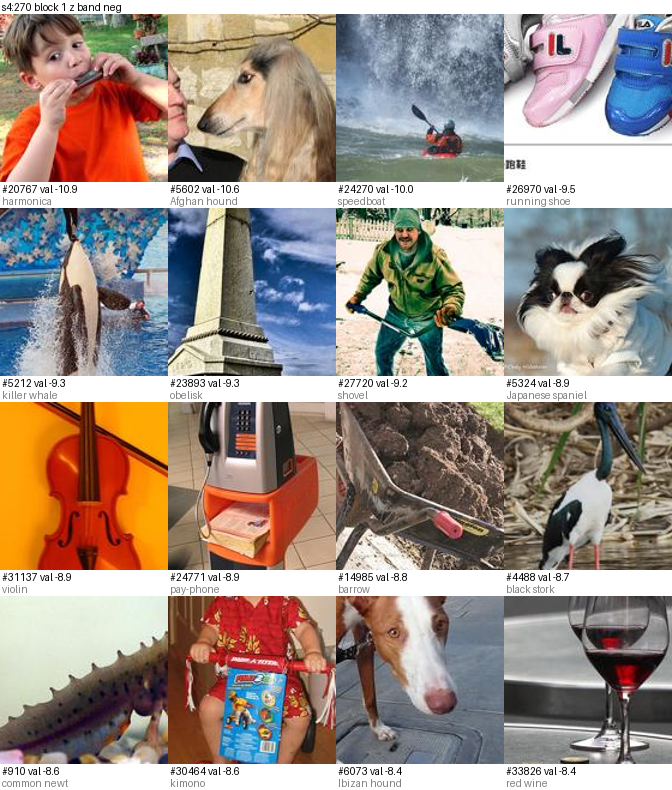 s4:270 block 1 z band neg
#20767 val -10.9
harmonica
#5602 val -10.6
Afghan hound
#24270 val -10.0
speedboat
FILA
跑鞋
#26970 val -9.5
running shoe
#5212 val -9.3
killer whale
#23893 val -9.3
obelisk
#27720 val -9.2
shovel
#5324 val -8.9
Japanese spaniel
#31137 val -8.9
violin
#24771 val -8.9
pay-phone
#14985 val -8.8
barrow
#4488 val -8.7
black stork
#910 val -8.6
common newt
#30464 val -8.6
kimono
#6073 val -8.4
Ibizan hound
#33826 val -8.4
red wine